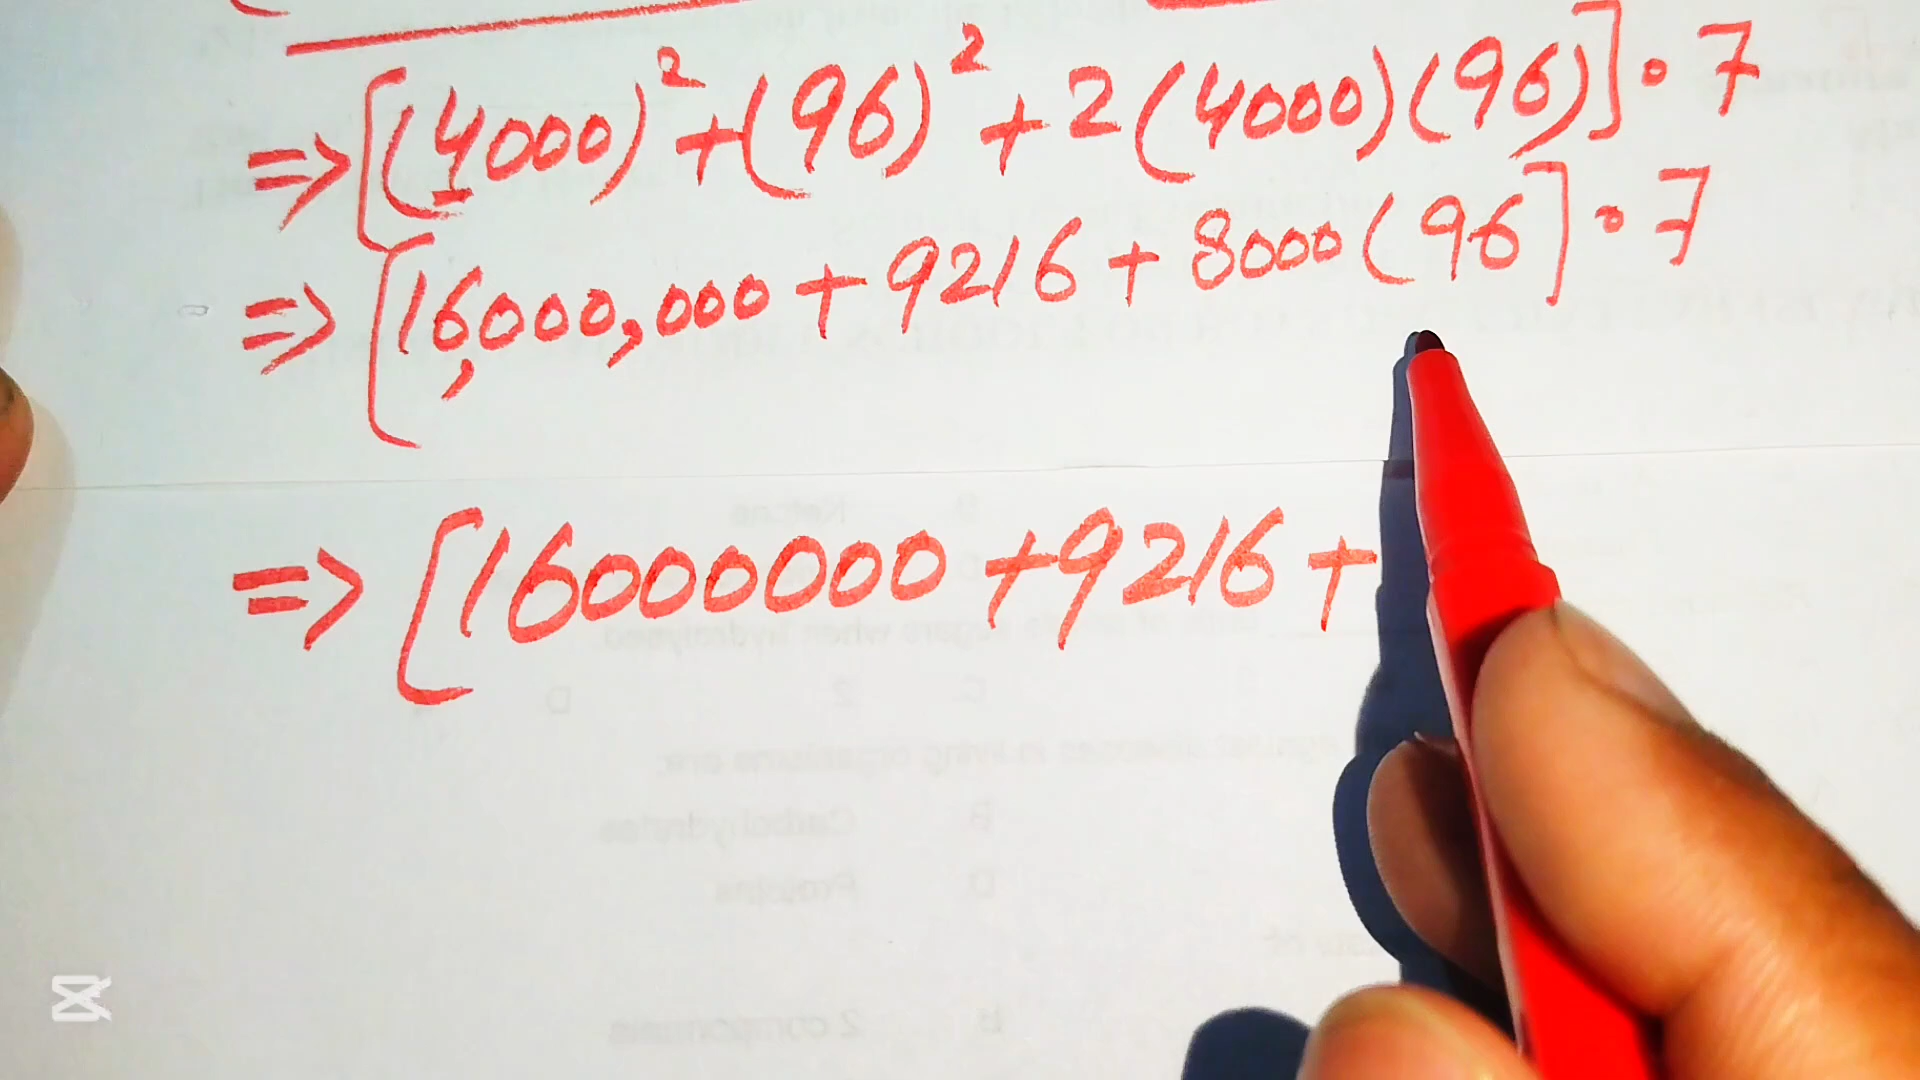 => [(4000)² + (96)² + 2(4000)(96)] · 7
=> [16,000,000 + 9216 + 8000(96] · 7
=> [16000000 + 9216 +